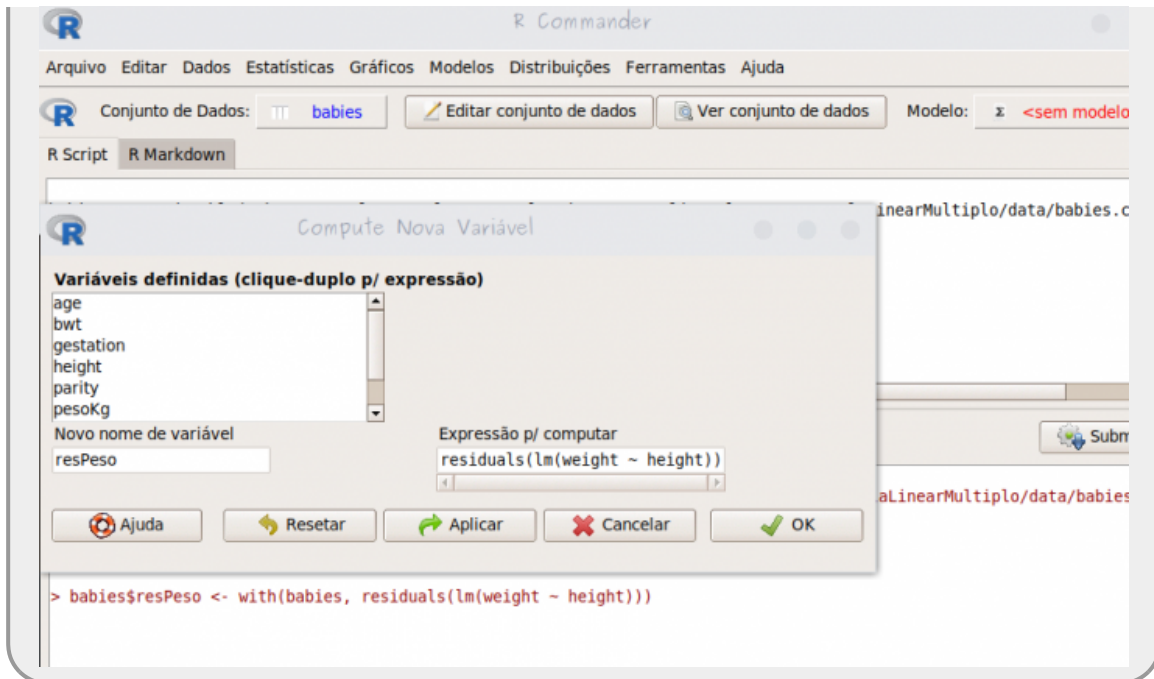 R Commander
Arquivo Editar Dados Estatísticas Gráficos Modelos Distribuições Ferramentas Ajuda
Conjunto de Dados: babies Editar conjunto de dados Ver conjunto de dados Modelo: Σ <sem modelo
R Script R Markdown
inearMultiplo/data/babies.c
Compute Nova Variável
Variáveis definidas (clique-duplo p/ expressão)
age
bwt
gestation
height
parity
pesoKg
Novo nome de variável Expressão p/ computar
resPeso residuals(lm(weight ~ height))
Subm
Ajuda Resetar Aplicar Cancelar OK
aLinearMultiplo/data/babies
> babies$resPeso <- with(babies, residuals(lm(weight ~ height)))